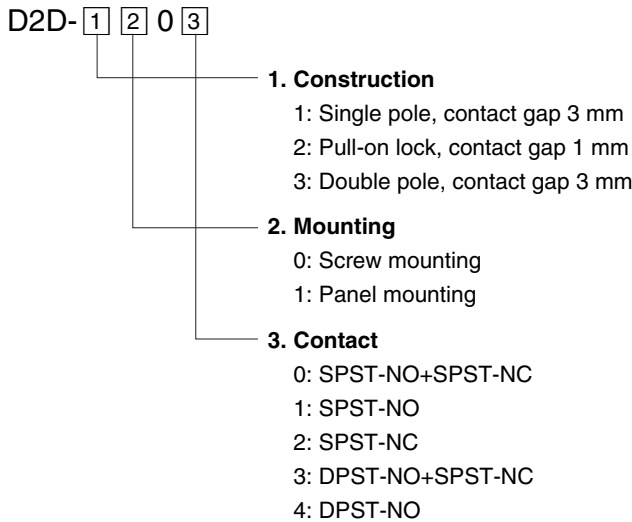 D2D- 1 2 0 3
1. Construction
1: Single pole, contact gap 3 mm
2: Pull-on lock, contact gap 1 mm
3: Double pole, contact gap 3 mm
2. Mounting
0: Screw mounting
1: Panel mounting
3. Contact
0: SPST-NO+SPST-NC
1: SPST-NO
2: SPST-NC
3: DPST-NO+SPST-NC
4: DPST-NO